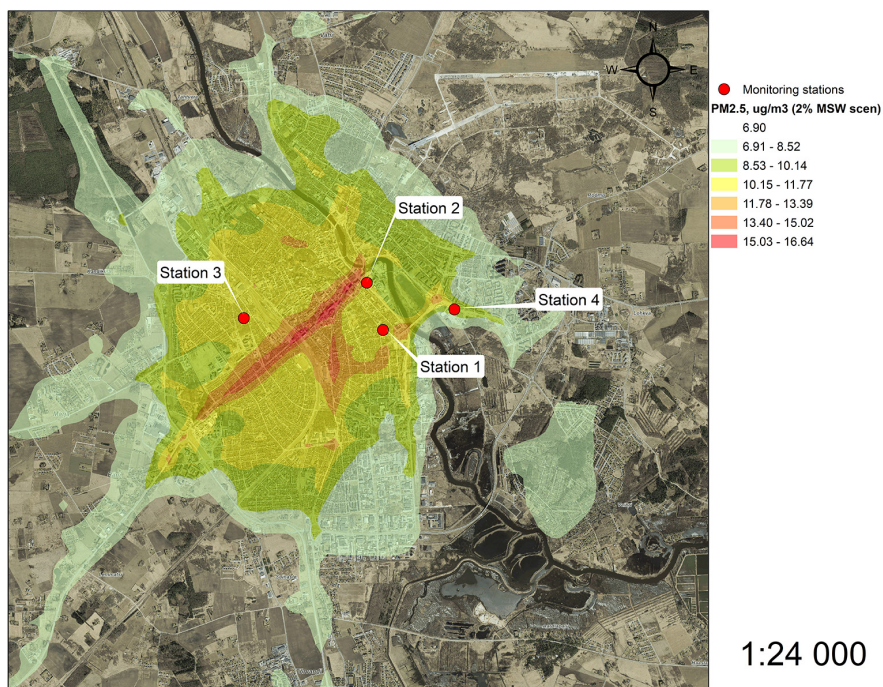 N
W
E
S
Station 2
Station 3
Station 4
Station 1
Monitoring stations
PM2.5, ug/m3 (2% MSW scen)
6.90
6.91 - 8.52
8.53 - 10.14
10.15 - 11.77
11.78 - 13.39
13.40 - 15.02
15.03 - 16.64
1:24 000